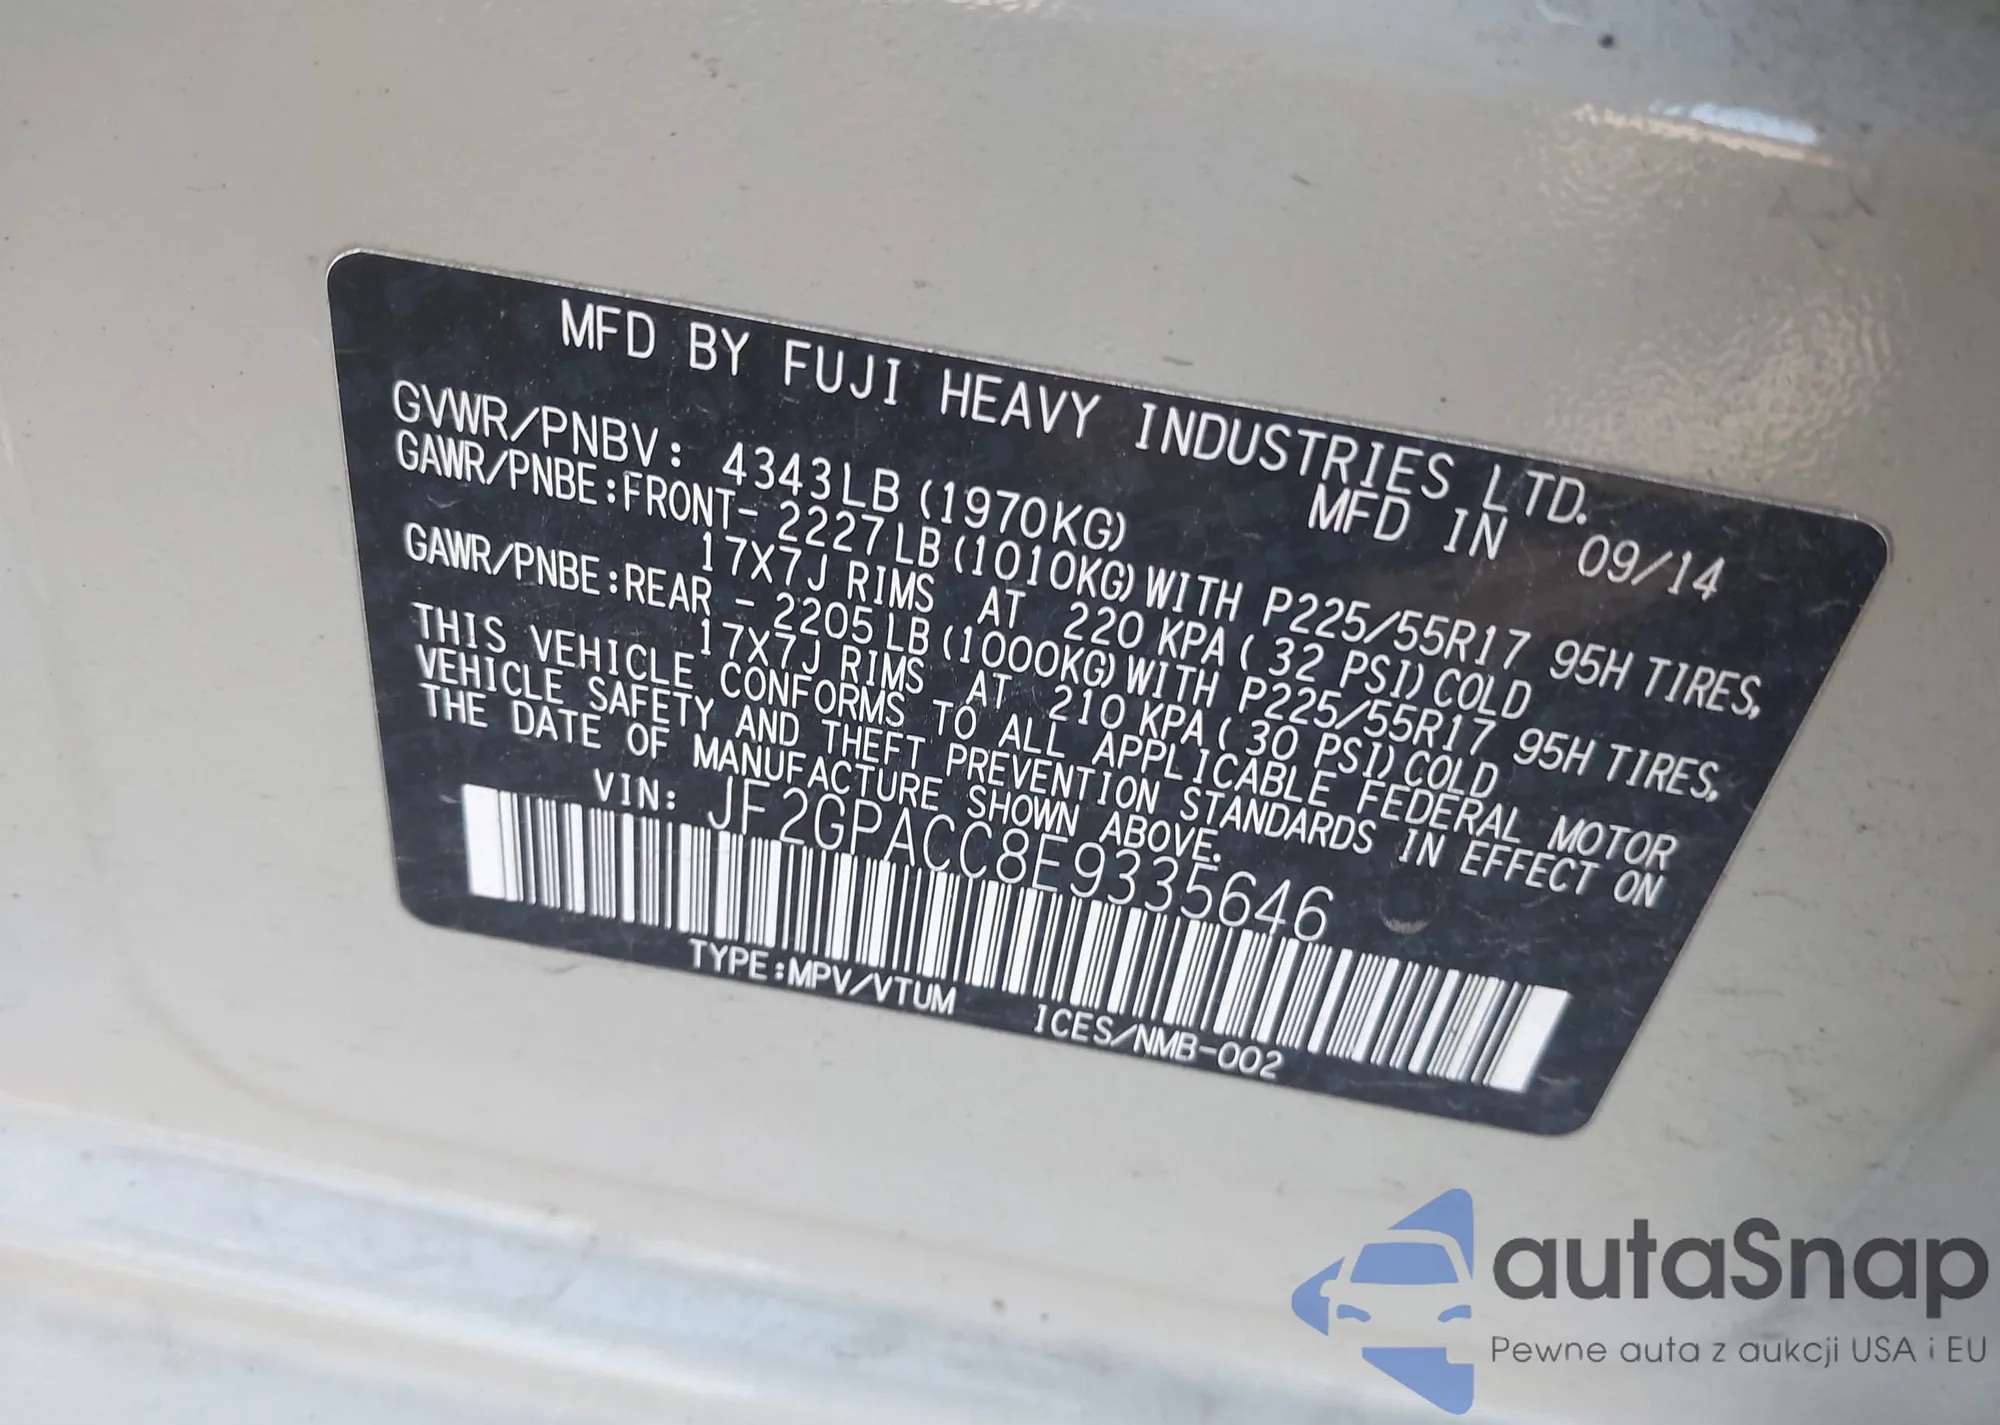 MFD BY FUJI HEAVY INDUSTRIES LTD.
GVWR/PNBV: 4343LB (1970KG) MFD IN 09/14
GAWR/PNBE:FRONT- 2227LB (1010KG) WITH P225/55R17 95H TIRES,
17X7J RIMS AT 220 KPA ( 32 PSI) COLD
GAWR/PNBE:REAR - 2205LB (1000KG) WITH P225/55R17 95H TIRES,
17X7J RIMS AT 210 KPA ( 30 PSI) COLD
THIS VEHICLE CONFORMS TO ALL APPLICABLE FEDERAL MOTOR
VEHICLE SAFETY AND THEFT PREVENTION STANDARDS IN EFFECT ON
THE DATE OF MANUFACTURE SHOWN ABOVE.
VIN: JF2GPACC8E9335646
TYPE:MPV/VTUM ICES/NMB-002
autaSnap
Pewne auta z aukcji USA i EU